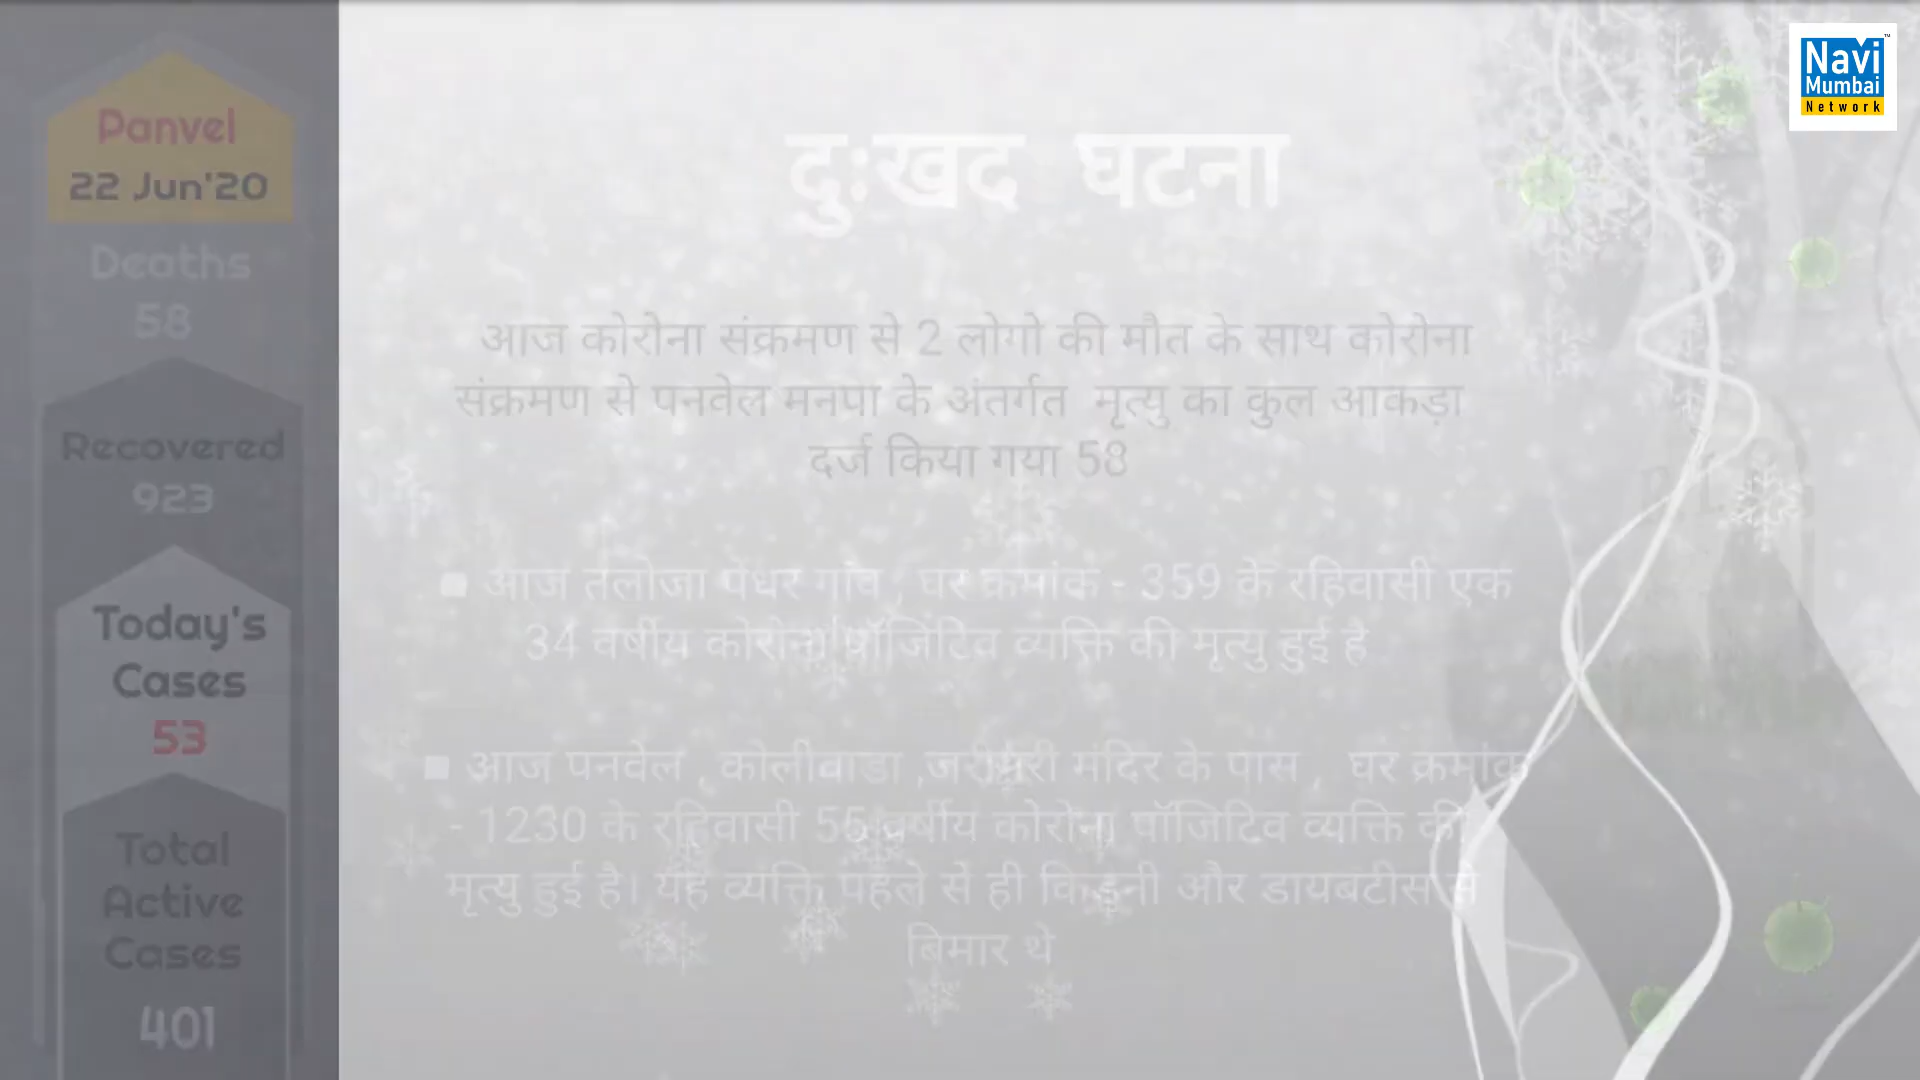 Panvel
22 Jun'20
Deaths
58
Recovered
923
Today's
Cases
53
Total
Active
Cases
401
दुःखद घटना
आज कोरोना संक्रमण से 2 लोगो की मौत के साथ कोरोना
संक्रमण से पनवेल मनपा के अंतर्गत मृत्यु का कुल आकड़ा
दर्ज किया गया 58
आज तलोजा पेंधर गांव , घर क्रमांक - 359 के रहिवासी एक
34 वर्षीय कोरोना पॉजिटिव व्यक्ति की मृत्यु हुई है
आज पनवेल , कोलीवाडा ,जरीमरी मंदिर के पास , घर क्रमांक
- 1230 के रहिवासी 55 वर्षीय कोरोना पॉजिटिव व्यक्ति की
मृत्यु हुई है। यह व्यक्ति पहले से ही किडनी और डायबटीस से
बिमार थे
Navi
Mumbai
Network